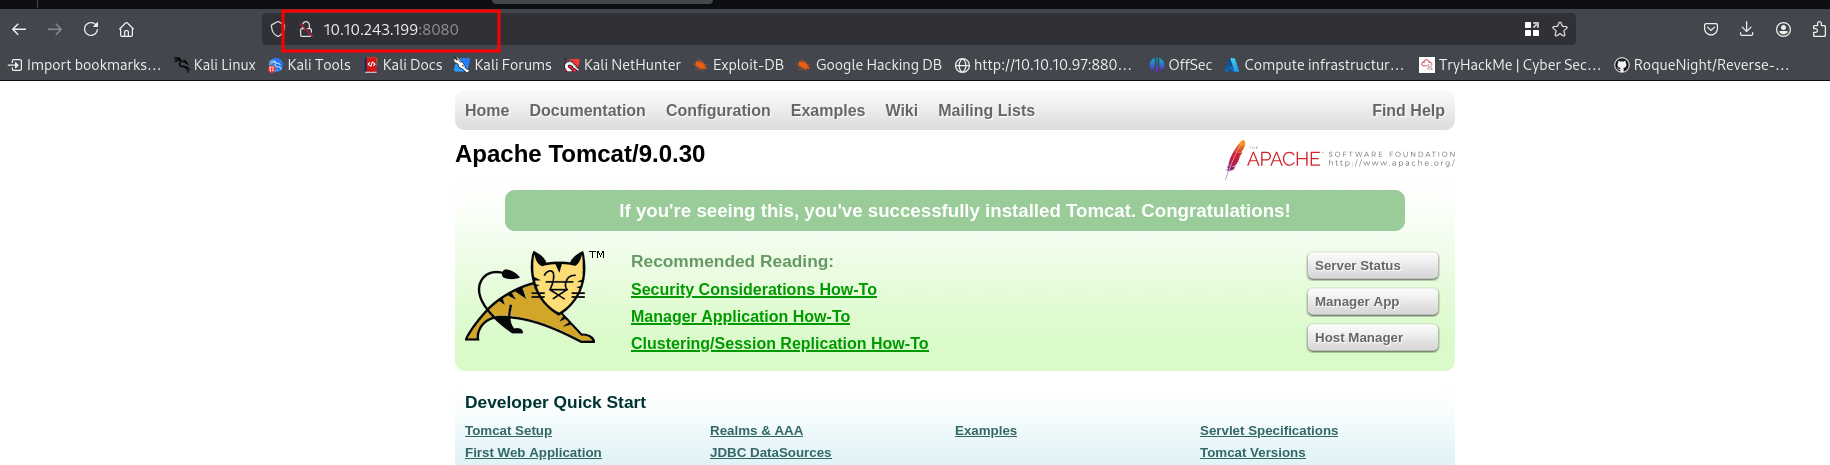 10.10.243.199:8080
Import bookmarks... Kali Linux Kali Tools Kali Docs Kali Forums Kali NetHunter Exploit-DB Google Hacking DB http://10.10.10.97:880... OffSec Compute infrastructur... TryHackMe | Cyber Sec... RoqueNight/Reverse-...
Home Documentation Configuration Examples Wiki Mailing Lists Find Help
Apache Tomcat/9.0.30
THE APACHE™ SOFTWARE FOUNDATION
http://www.apache.org/
If you're seeing this, you've successfully installed Tomcat. Congratulations!
TM
Recommended Reading:
Security Considerations How-To
Manager Application How-To
Clustering/Session Replication How-To
Server Status
Manager App
Host Manager
Developer Quick Start
Tomcat Setup Realms & AAA Examples Servlet Specifications
First Web Application JDBC DataSources Tomcat Versions